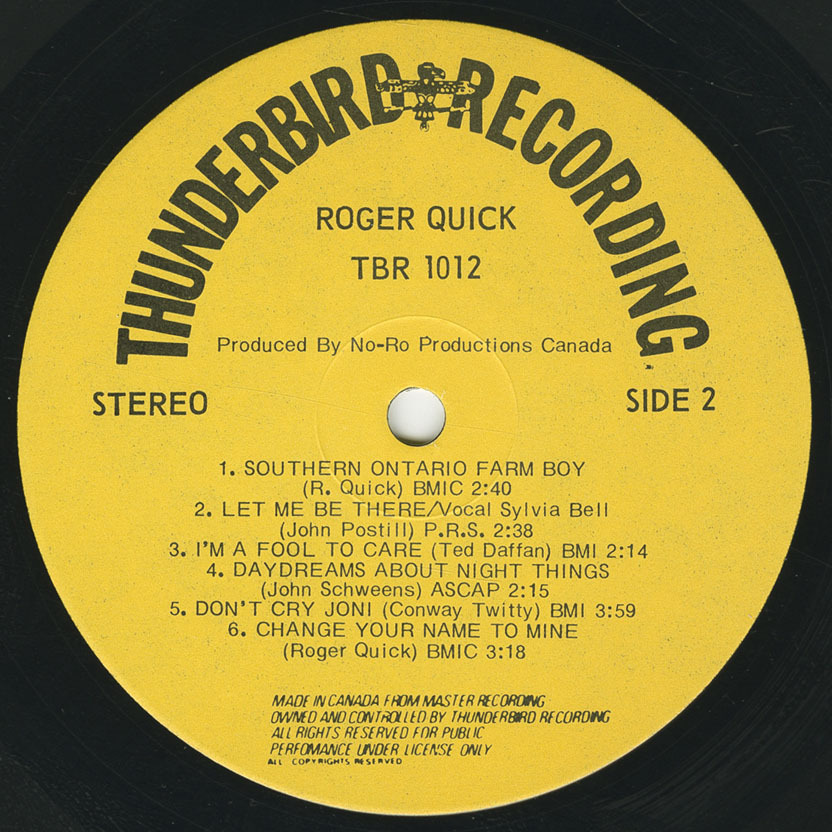 THUNDERBIRD RECORDING
ROGER QUICK
TBR 1012
Produced By No-Ro Productions Canada
STEREO
SIDE 2
1. SOUTHERN ONTARIO FARM BOY
(R. Quick) BMIC 2:40
2. LET ME BE THERE/Vocal Sylvia Bell
(John Postill) P.R.S. 2:38
3. I'M A FOOL TO CARE (Ted Daffan) BMI 2:14
4. DAYDREAMS ABOUT NIGHT THINGS
(John Schweens) ASCAP 2:15
5. DON'T CRY JONI (Conway Twitty) BMI 3:59
6. CHANGE YOUR NAME TO MINE
(Roger Quick) BMIC 3:18
MADE IN CANADA FROM MASTER RECORDING
OWNED AND CONTROLLED BY THUNDERBIRD RECORDING
ALL RIGHTS RESERVED FOR PUBLIC
PERFOMANCE UNDER LICENSE ONLY
ALL COPYRIGHTS RESERVED